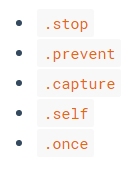 .stop
.prevent
.capture
.self
.once